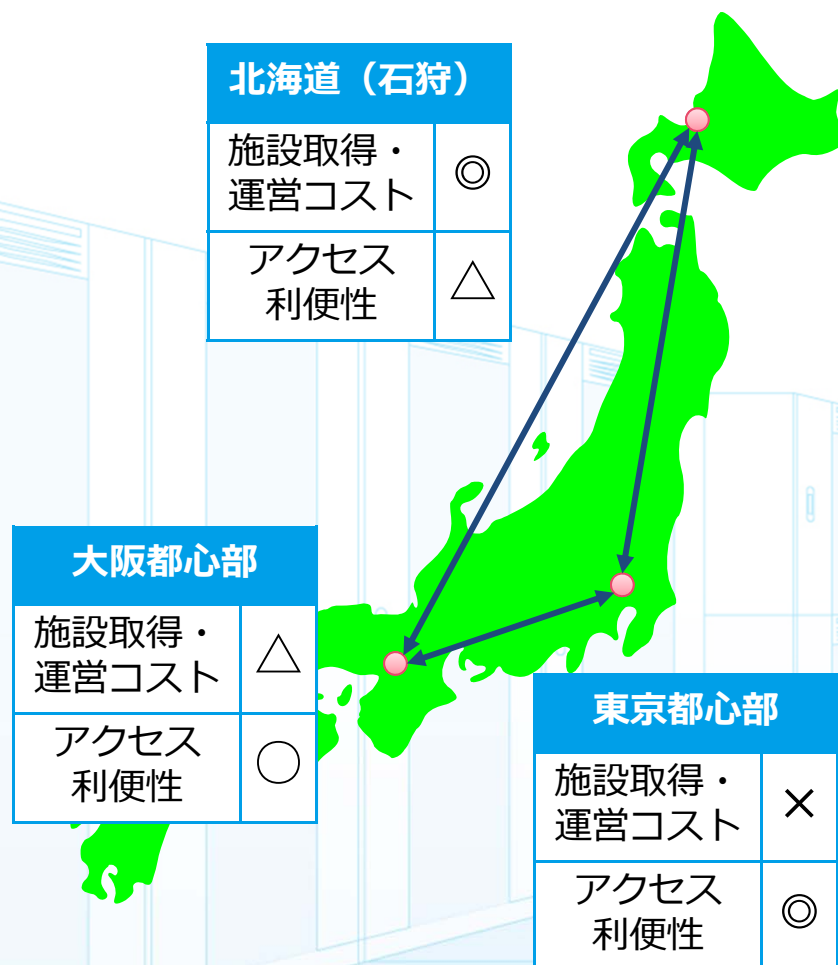 北海道（石狩）
施設取得・
運営コスト
◎
アクセス
利便性
△
大阪都心部
施設取得・
運営コスト
△
アクセス
利便性
○
東京都心部
施設取得・
運営コスト
×
アクセス
利便性
◎